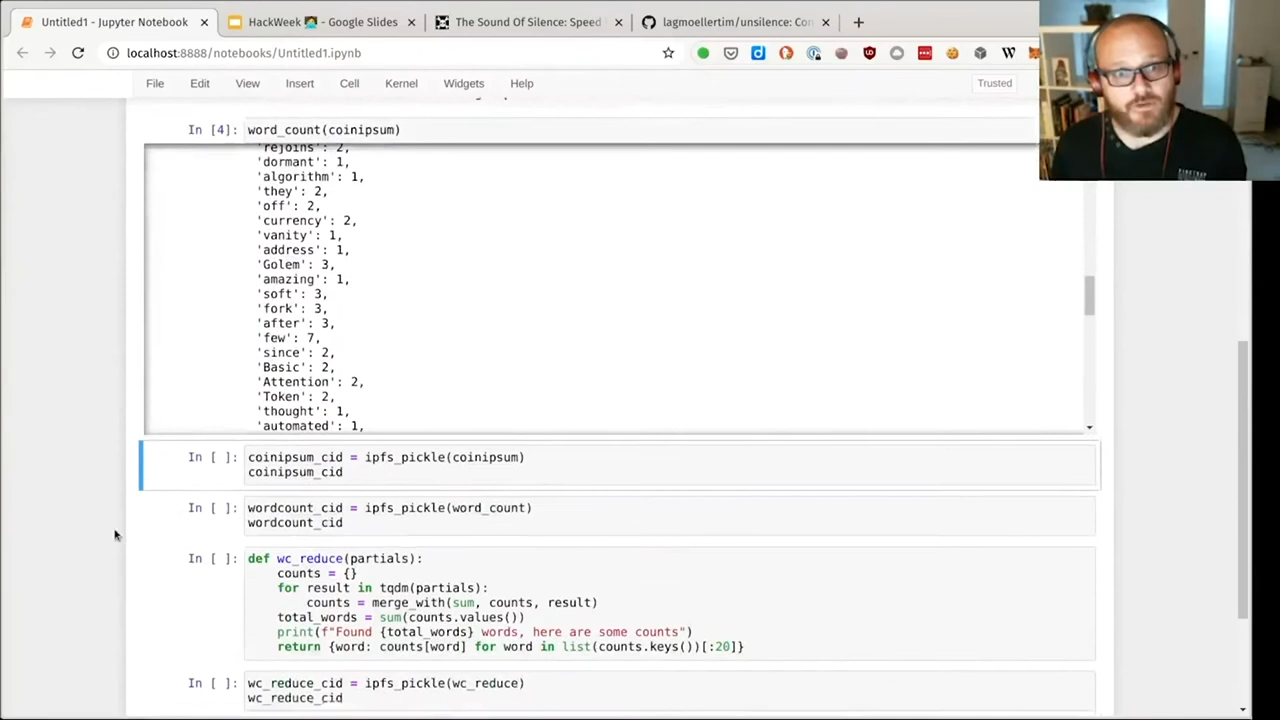 Untitled1 - Jupyter Notebook
HackWeek - Google Slides
The Sound Of Silence: Speed
lagmoellertim/unsilence: Con
localhost:8888/notebooks/Untitled1.ipynb
File Edit View Insert Cell Kernel Widgets Help
Trusted
In [4]: word_count(coinipsum)
'rejoins': 2,
'dormant': 1,
'algorithm': 1,
'they': 2,
'off': 2,
'currency': 2,
'vanity': 1,
'address': 1,
'Golem': 3,
'amazing': 1,
'soft': 3,
'fork': 3,
'after': 3,
'few': 7,
'since': 2,
'Basic': 2,
'Attention': 2,
'Token': 2,
'thought': 1,
'automated': 1,
In [ ]: coinipsum_cid = ipfs_pickle(coinipsum)
coinipsum_cid
In [ ]: wordcount_cid = ipfs_pickle(word_count)
wordcount_cid
In [ ]: def wc_reduce(partials):
counts = {}
for result in tqdm(partials):
counts = merge_with(sum, counts, result)
total_words = sum(counts.values())
print(f"Found {total_words} words, here are some counts")
return {word: counts[word] for word in list(counts.keys())[:20]}
In [ ]: wc_reduce_cid = ipfs_pickle(wc_reduce)
wc_reduce_cid